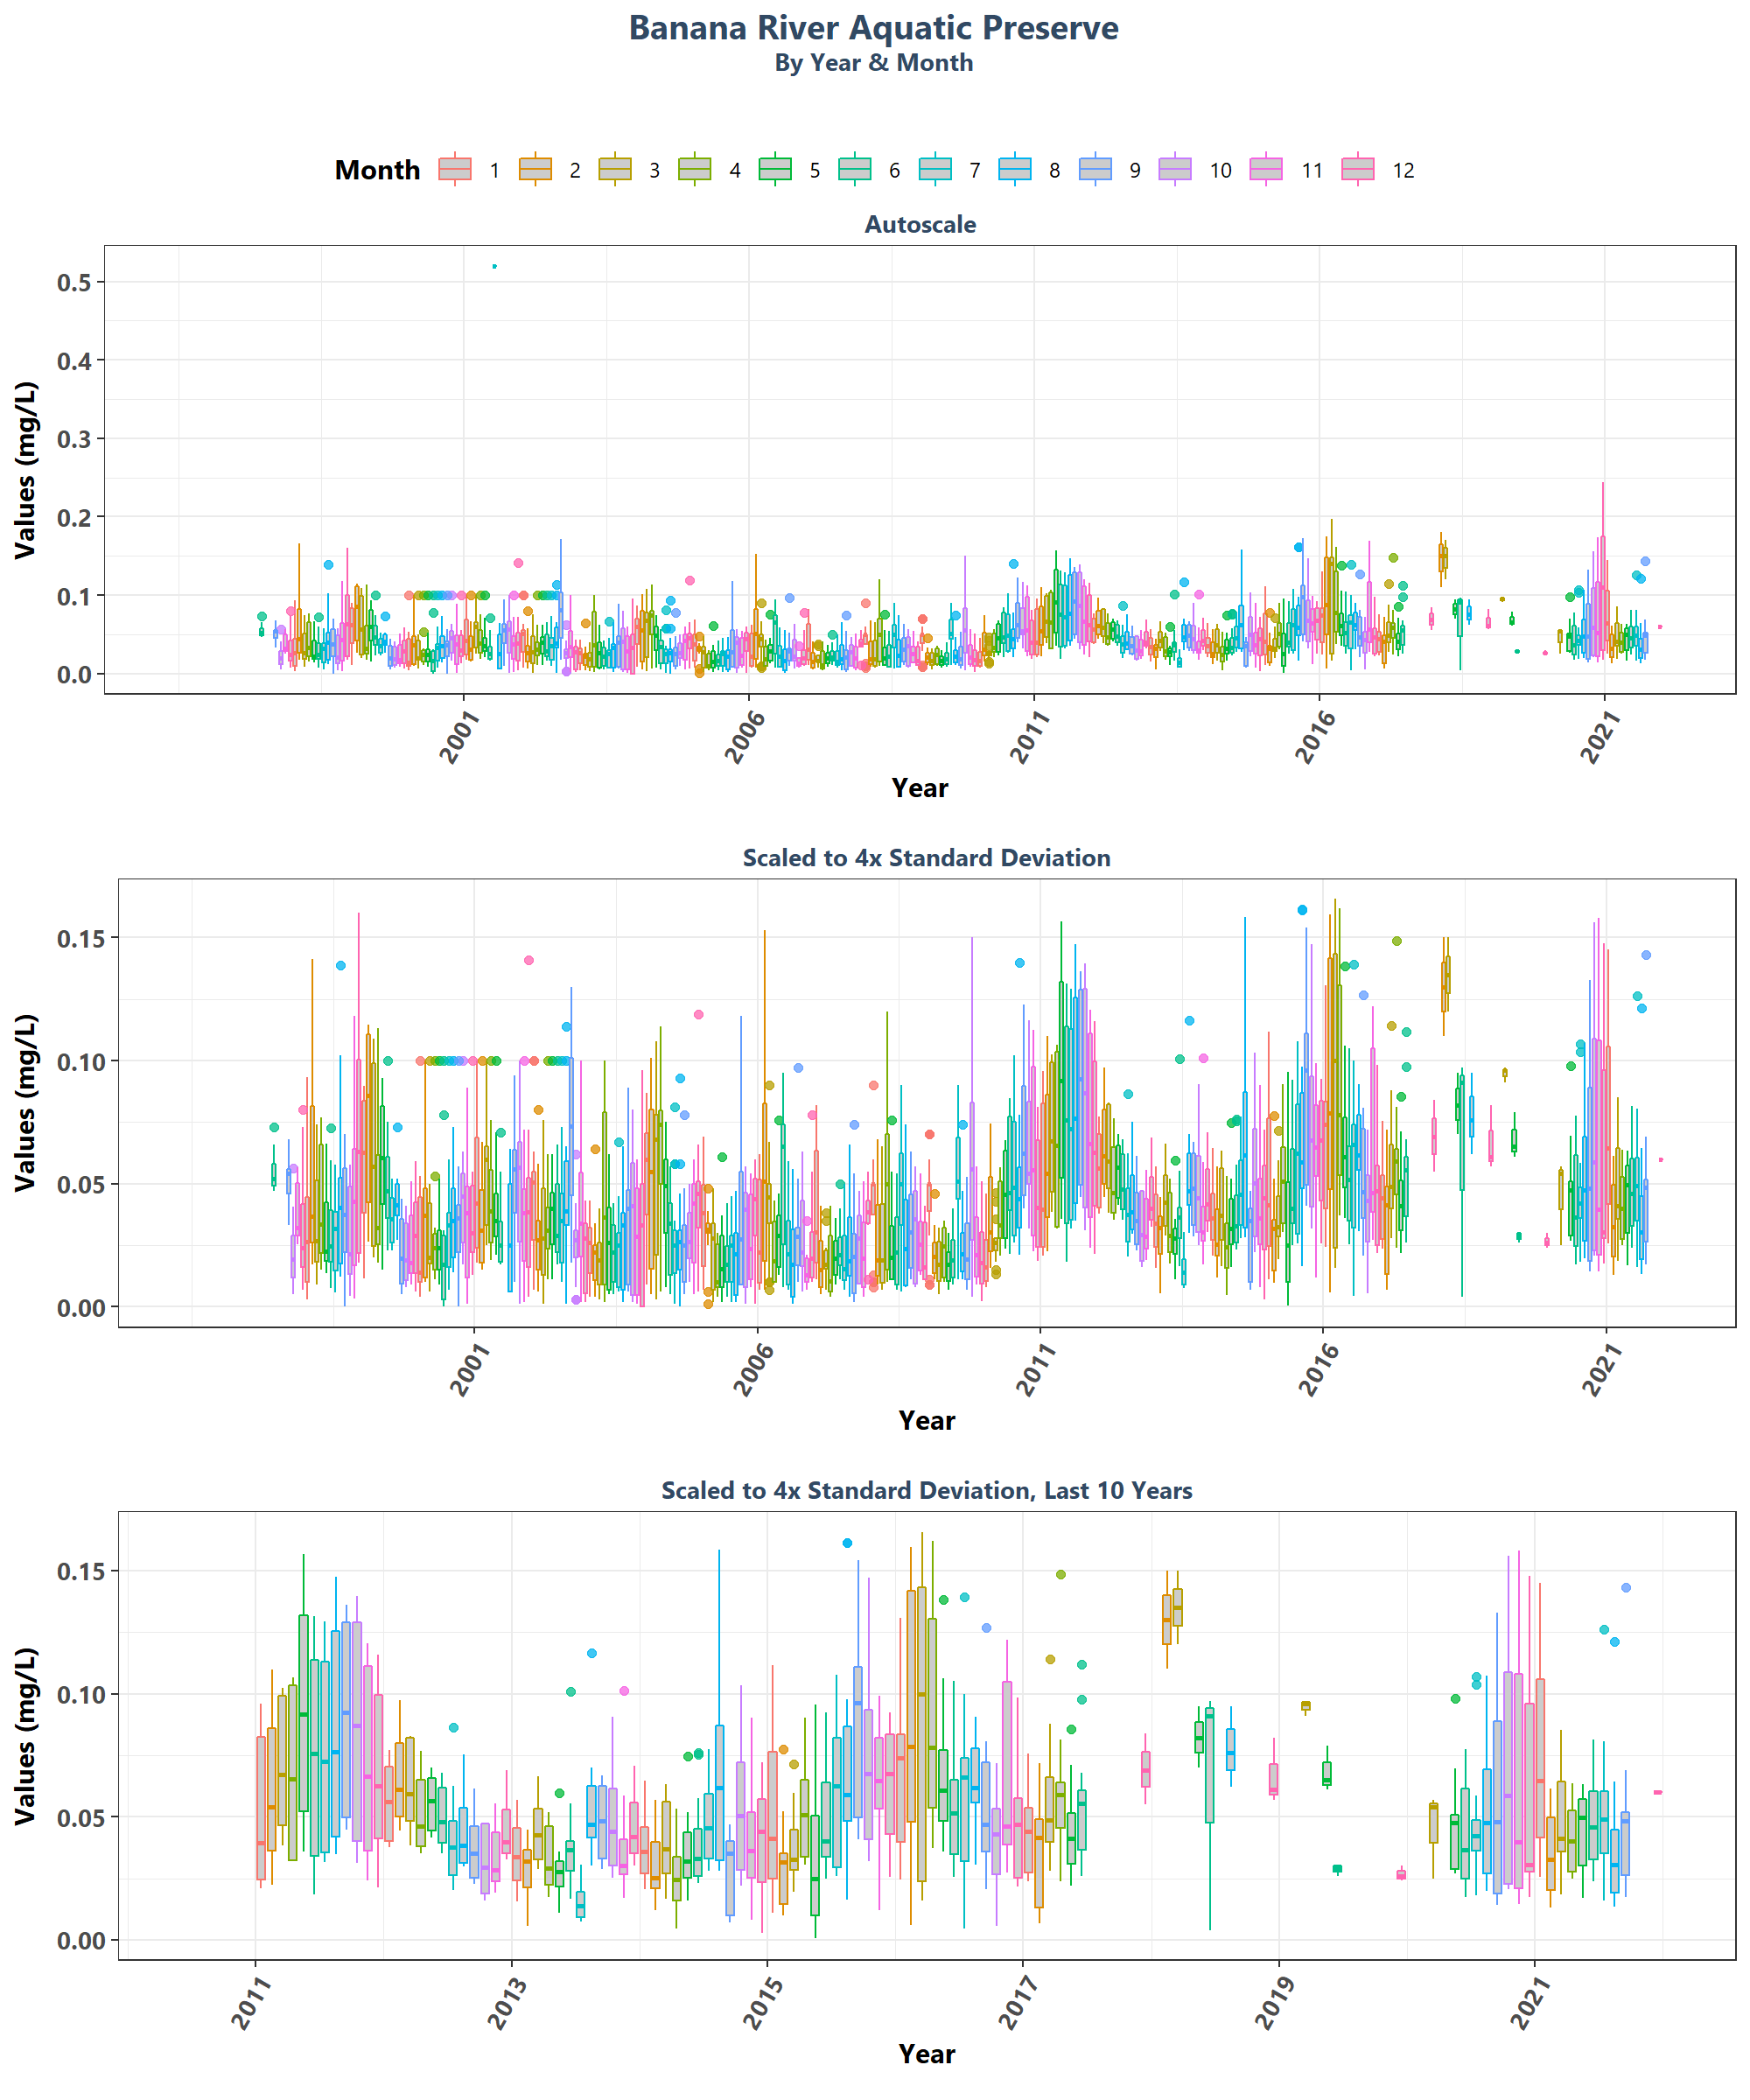 Banana River Aquatic Preserve
By Year & Month
Month 1 2 3 4 5 6 7 8 9 10 11 12
Autoscale
Values (mg/L)
0.5
0.4
0.3
0.2
0.1
0.0
2001 2006 2011 2016 2021
Year
Scaled to 4x Standard Deviation
Values (mg/L)
0.15
0.10
0.05
0.00
2001 2006 2011 2016 2021
Year
Scaled to 4x Standard Deviation, Last 10 Years
Values (mg/L)
0.15
0.10
0.05
0.00
2011 2013 2015 2017 2019 2021
Year